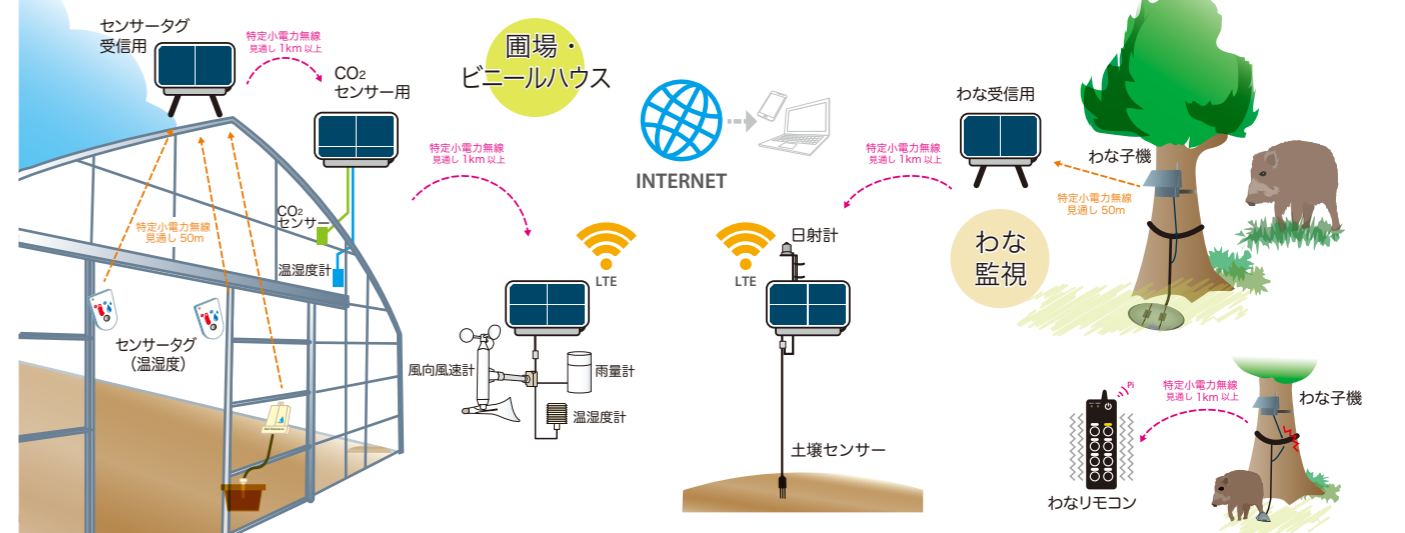 センサータグ
受信用
特定小電力無線
見通し 1km 以上
CO2
センサー用
圃場・
ビニールハウス
特定小電力無線
見通し 1km 以上
CO2
センサー
温湿度計
特定小電力無線
見通し 50m
センサータグ
（温湿度）
INTERNET
LTE
風向風速計
雨量計
温湿度計
LTE
日射計
土壌センサー
特定小電力無線
見通し 1km 以上
わな受信用
わな子機
特定小電力無線
見通し 50m
わな
監視
Pi
特定小電力無線
見通し 1km 以上
わな子機
わなリモコン